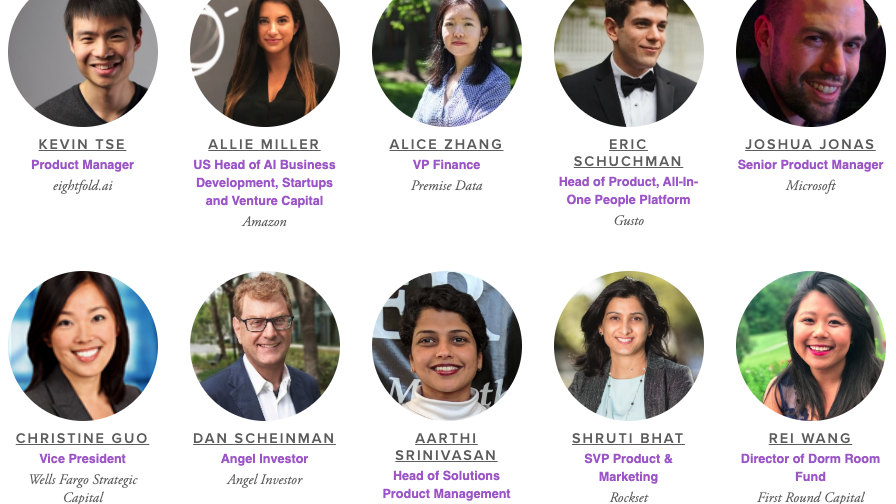 KEVIN TSE
Product Manager
eightfold.ai
ALLIE MILLER
US Head of AI Business
Development, Startups
and Venture Capital
Amazon
ALICE ZHANG
VP Finance
Premise Data
ERIC
SCHUCHMAN
Head of Product, All-In-
One People Platform
Gusto
JOSHUA JONAS
Senior Product Manager
Microsoft
CHRISTINE GUO
Vice President
Wells Fargo Strategic
Capital
DAN SCHEINMAN
Angel Investor
Angel Investor
AARTHI
SRINIVASAN
Head of Solutions
Product Management
SHRUTI BHAT
SVP Product &
Marketing
Rockset
REI WANG
Director of Dorm Room
Fund
First Round Capital